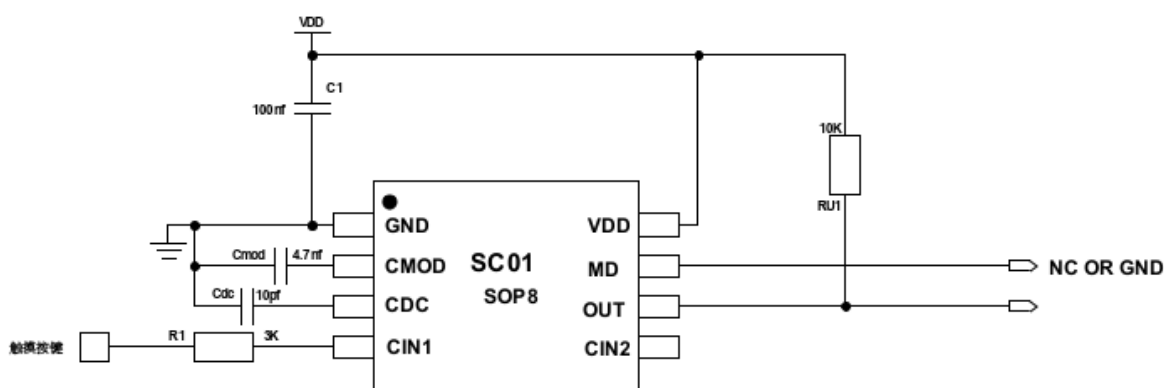 VDD
C1
100nf
10K
RU1
GND
VDD
Cmod
4.7nf
CMOD
SC01
MD
NC OR GND
Cdc
10pf
CDC
SOP8
OUT
触摸按键
R1
3K
CIN1
CIN2